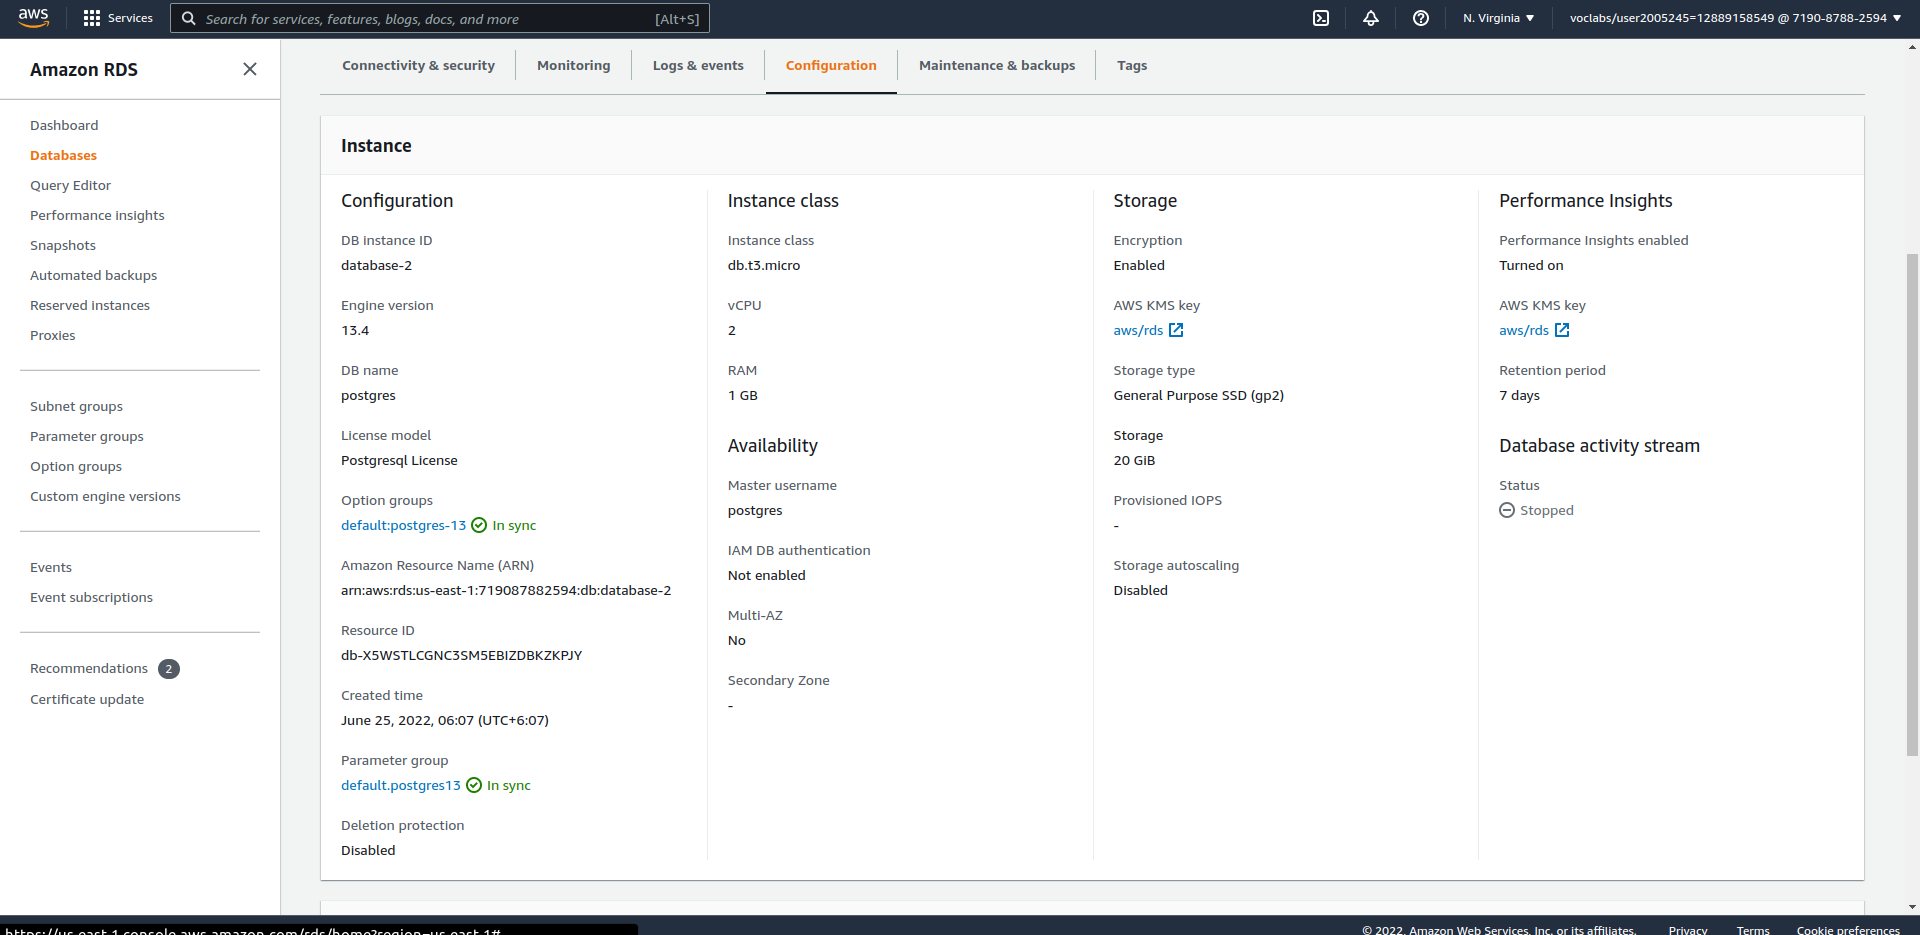 aws
Services
Search for services, features, blogs, docs, and more [Alt+S]
N. Virginia
voclabs/user2005245=12889158549 @ 7190-8788-2594
Amazon RDS
Dashboard
Databases
Query Editor
Performance insights
Snapshots
Automated backups
Reserved instances
Proxies
Subnet groups
Parameter groups
Option groups
Custom engine versions
Events
Event subscriptions
Recommendations 2
Certificate update
Connectivity & security
Monitoring
Logs & events
Configuration
Maintenance & backups
Tags
Instance
Configuration
DB instance ID
database-2
Engine version
13.4
DB name
postgres
License model
Postgresql License
Option groups
default:postgres-13 In sync
Amazon Resource Name (ARN)
arn:aws:rds:us-east-1:719087882594:db:database-2
Resource ID
db-X5WSTLCGNC3SM5EBIZDBKZKPJY
Created time
June 25, 2022, 06:07 (UTC+6:07)
Parameter group
default.postgres13 In sync
Deletion protection
Disabled
Instance class
Instance class
db.t3.micro
vCPU
2
RAM
1 GB
Availability
Master username
postgres
IAM DB authentication
Not enabled
Multi-AZ
No
Secondary Zone
-
Storage
Encryption
Enabled
AWS KMS key
aws/rds
Storage type
General Purpose SSD (gp2)
Storage
20 GiB
Provisioned IOPS
-
Storage autoscaling
Disabled
Performance Insights
Performance Insights enabled
Turned on
AWS KMS key
aws/rds
Retention period
7 days
Database activity stream
Status
Stopped
https://us-east-1.console.aws.amazon.com/rds/home?region=us-east-1#
© 2022, Amazon Web Services, Inc. or its affiliates.
Privacy
Terms
Cookie preferences